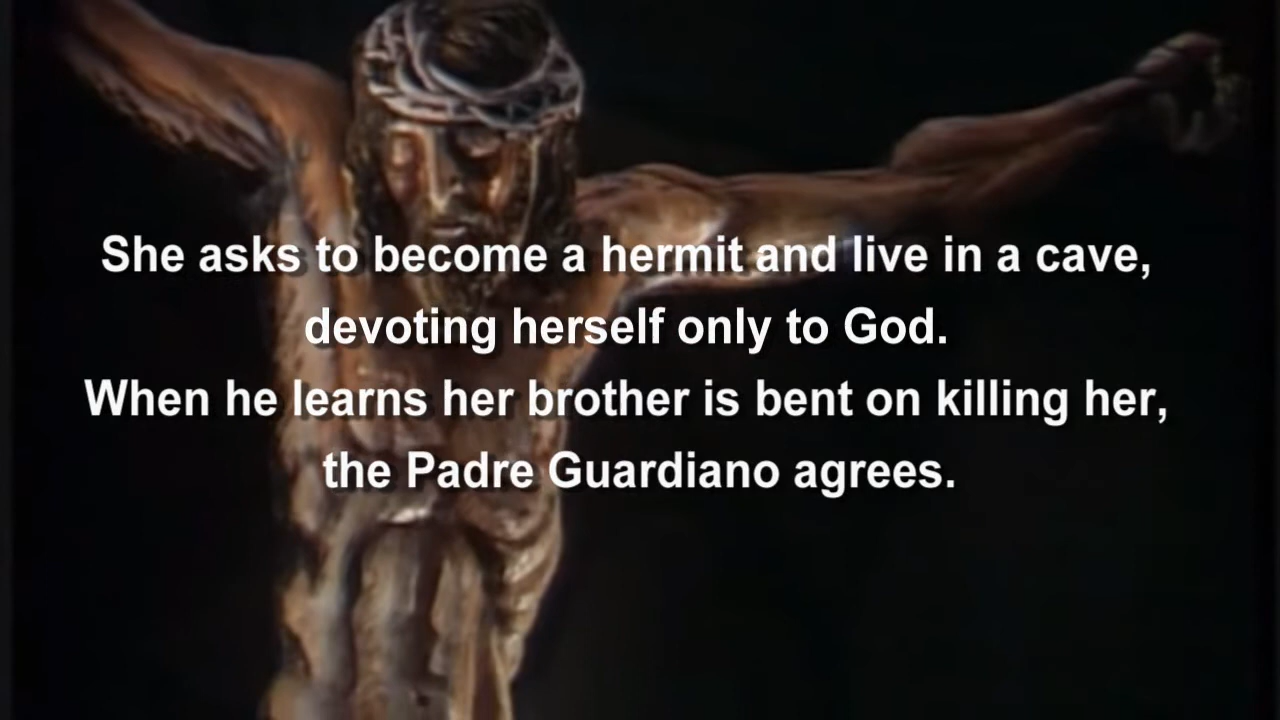 She asks to become a hermit and live in a cave,
devoting herself only to God.
When he learns her brother is bent on killing her,
the Padre Guardiano agrees.